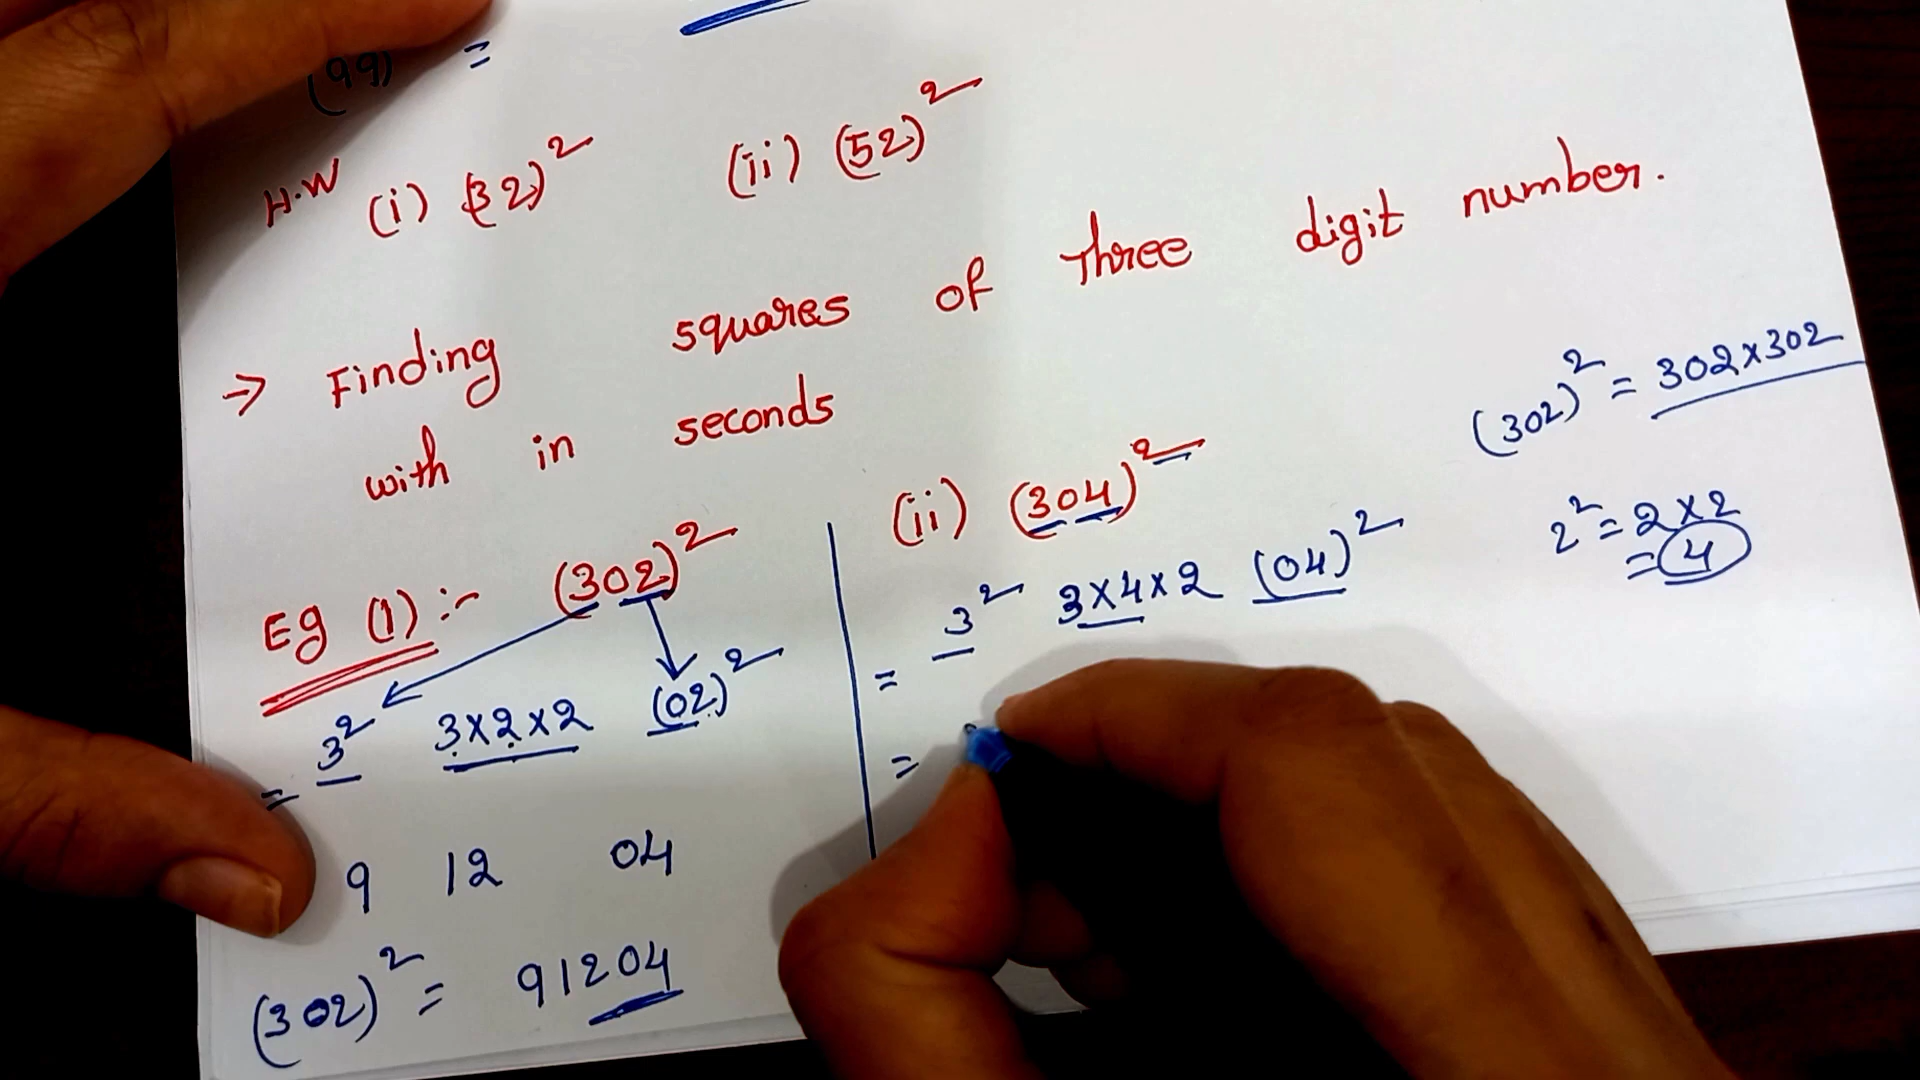 (99) =
H.W (i) (32)² (ii) (52)²
→ Finding squares of three digit number.
with in seconds
(302)² = 302×302
2² = 2×2
= 4
Eg (1) :- (302)²
= 3² 3×2×2 (02)²
9 12 04
(302)² = 91204
(ii) (304)²
= 3² 3×4×2 (04)²
=